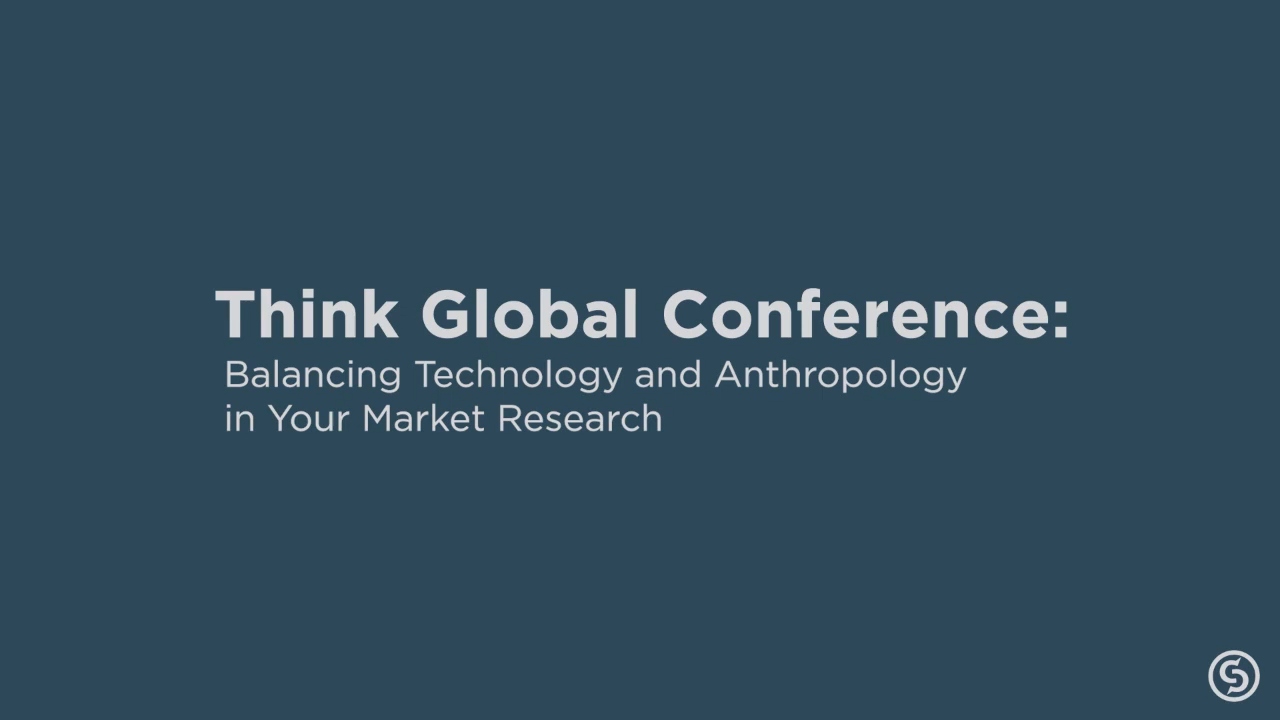 Think Global Conference:
Balancing Technology and Anthropology
in Your Market Research